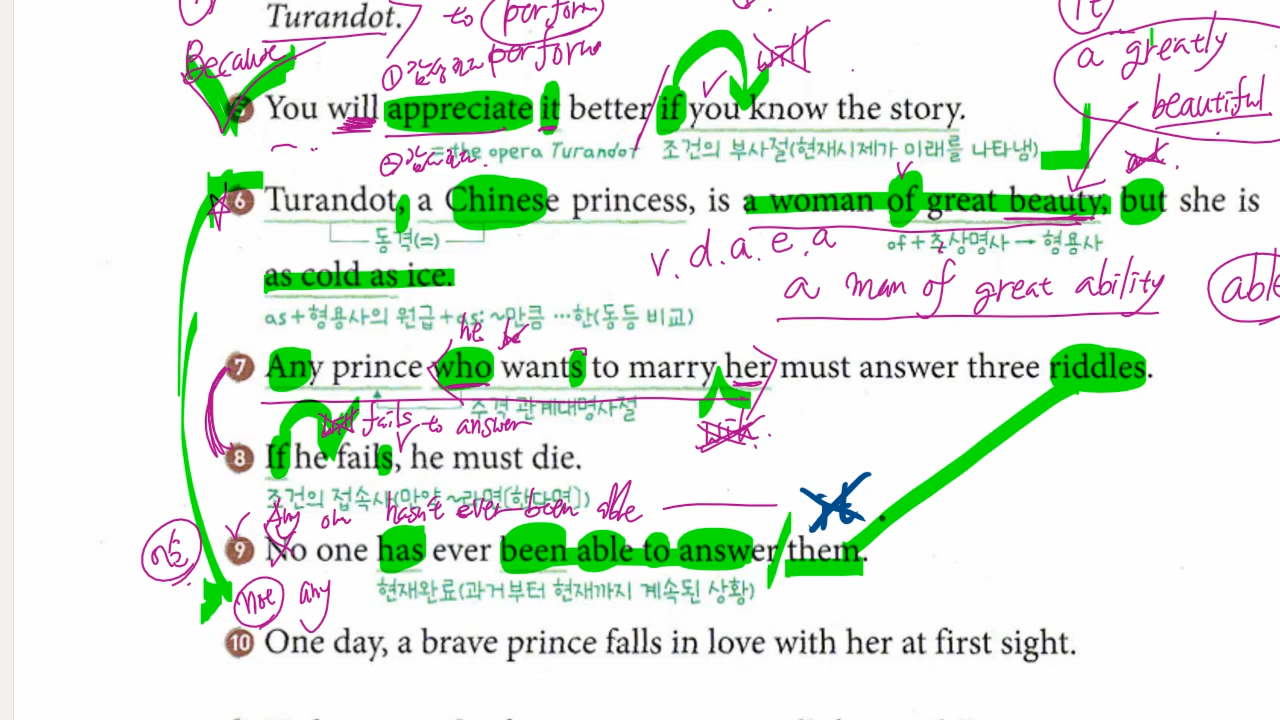 Turandot. to perform
Because ①감상하고 perform will it a greatly
5 You will appreciate it better if you know the story. beautiful
=the opera Turandot 조건의 부사절(현재시제가 미래를 나타냄)
6 Turandot, a Chinese princess, is a woman of great beauty, but she is
동격(=) of+추상명사→형용사
v. d. a. e. a
as cold as ice. a man of great ability able
as+형용사의 원급+as: ~만큼 …한(동등 비교)
he
7 Any prince who wants to marry her must answer three riddles.
주격 관계대명사절
will fails to answer with
8 If he fails, he must die.
조건의 접속사(만약 ~라면[한다면])
Any one hasn't ever been able
9 No one has ever been able to answer them.
not any 현재완료(과거부터 현재까지 계속된 상황)
10 One day, a brave prince falls in love with her at first sight.